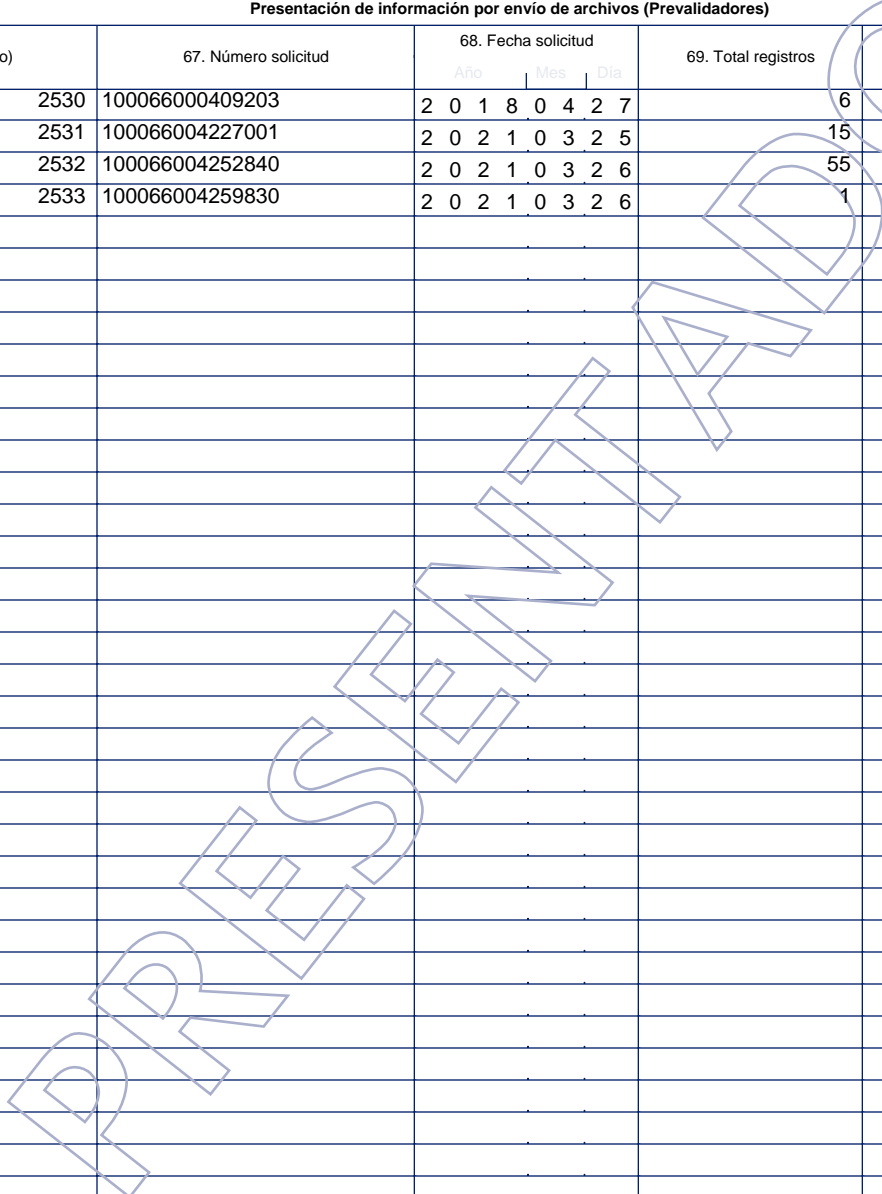 Presentación de información por envío de archivos (Prevalidadores)
o) 67. Número solicitud 68. Fecha solicitud 69. Total registros
Año Mes Día
2530 100066000409203 2 0 1 8 0 4 2 7 6
2531 100066004227001 2 0 2 1 0 3 2 5 15
2532 100066004252840 2 0 2 1 0 3 2 6 55
2533 100066004259830 2 0 2 1 0 3 2 6 1
PRESENTADO